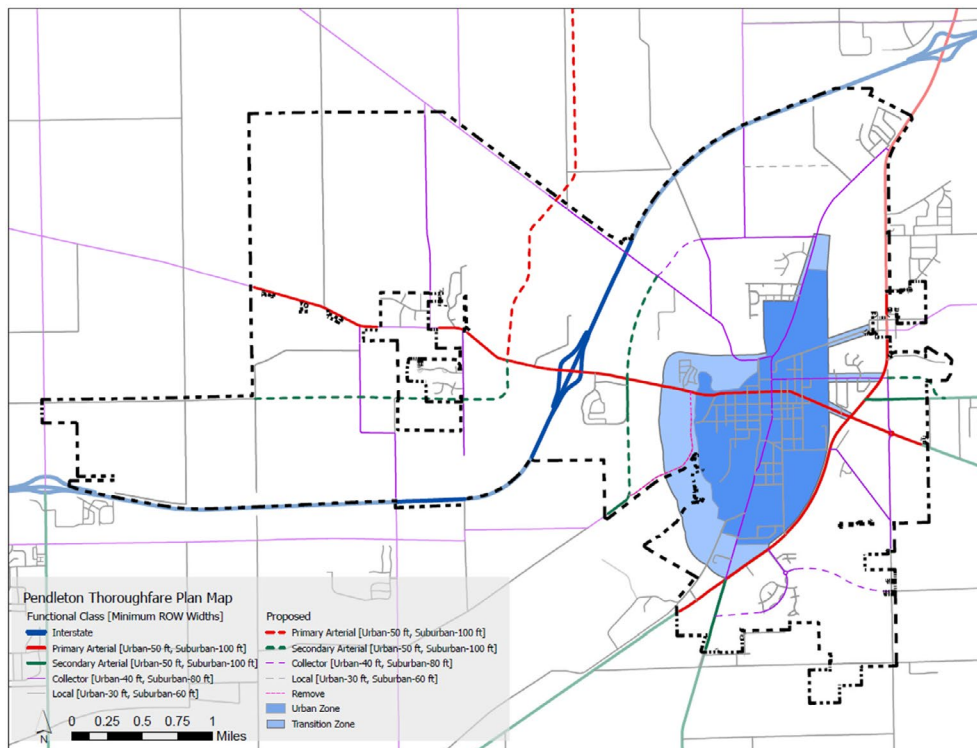 Pendleton Thoroughfare Plan Map
Functional Class [Minimum ROW Widths]
Interstate
Primary Arterial [Urban-50 ft, Suburban-100 ft]
Secondary Arterial [Urban-50 ft, Suburban-100 ft]
Collector [Urban-40 ft, Suburban-80 ft]
Local [Urban-30 ft, Suburban-60 ft]
Proposed
Primary Arterial [Urban-50 ft, Suburban-100 ft]
Secondary Arterial [Urban-50 ft, Suburban-100 ft]
Collector [Urban-40 ft, Suburban-80 ft]
Local [Urban-30 ft, Suburban-60 ft]
Remove
Urban Zone
Transition Zone
N
0 0.25 0.5 0.75 1
Miles